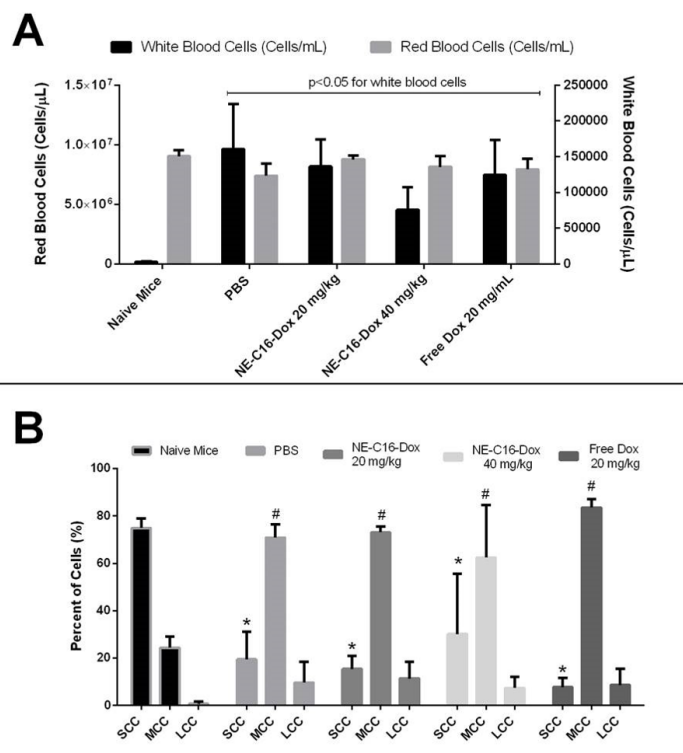 A
White Blood Cells (Cells/mL) Red Blood Cells (Cells/mL)
p<0.05 for white blood cells
Red Blood Cells (Cells/μL)
1.5×10⁷
1.0×10⁷
5.0×10⁶
0
250000
200000
150000
100000
50000
0
White Blood Cells (Cells/μL)
Naive Mice
PBS
NE-C16-Dox 20 mg/kg
NE-C16-Dox 40 mg/kg
Free Dox 20 mg/mL
B
Naive Mice
PBS
NE-C16-Dox
20 mg/kg
NE-C16-Dox
40 mg/kg
Free Dox
20 mg/kg
Percent of Cells (%)
100
80
60
40
20
0
* # * # * # * #
SCC MCC LCC SCC MCC LCC SCC MCC LCC SCC MCC LCC SCC MCC LCC